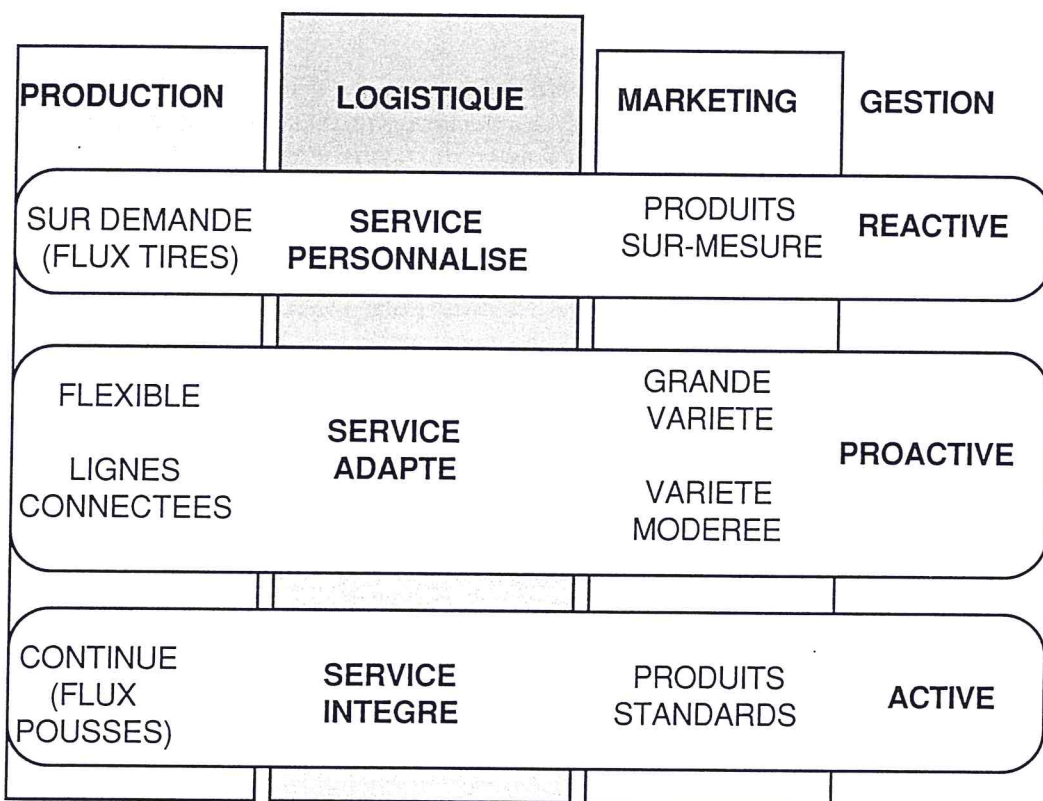 PRODUCTION LOGISTIQUE MARKETING GESTION
SUR DEMANDE
(FLUX TIRES)
SERVICE
PERSONNALISE
PRODUITS
SUR-MESURE
REACTIVE
FLEXIBLE
LIGNES
CONNECTEES
SERVICE
ADAPTE
GRANDE
VARIETE
VARIETE
MODEREE
PROACTIVE
CONTINUE
(FLUX
POUSSES)
SERVICE
INTEGRE
PRODUITS
STANDARDS
ACTIVE